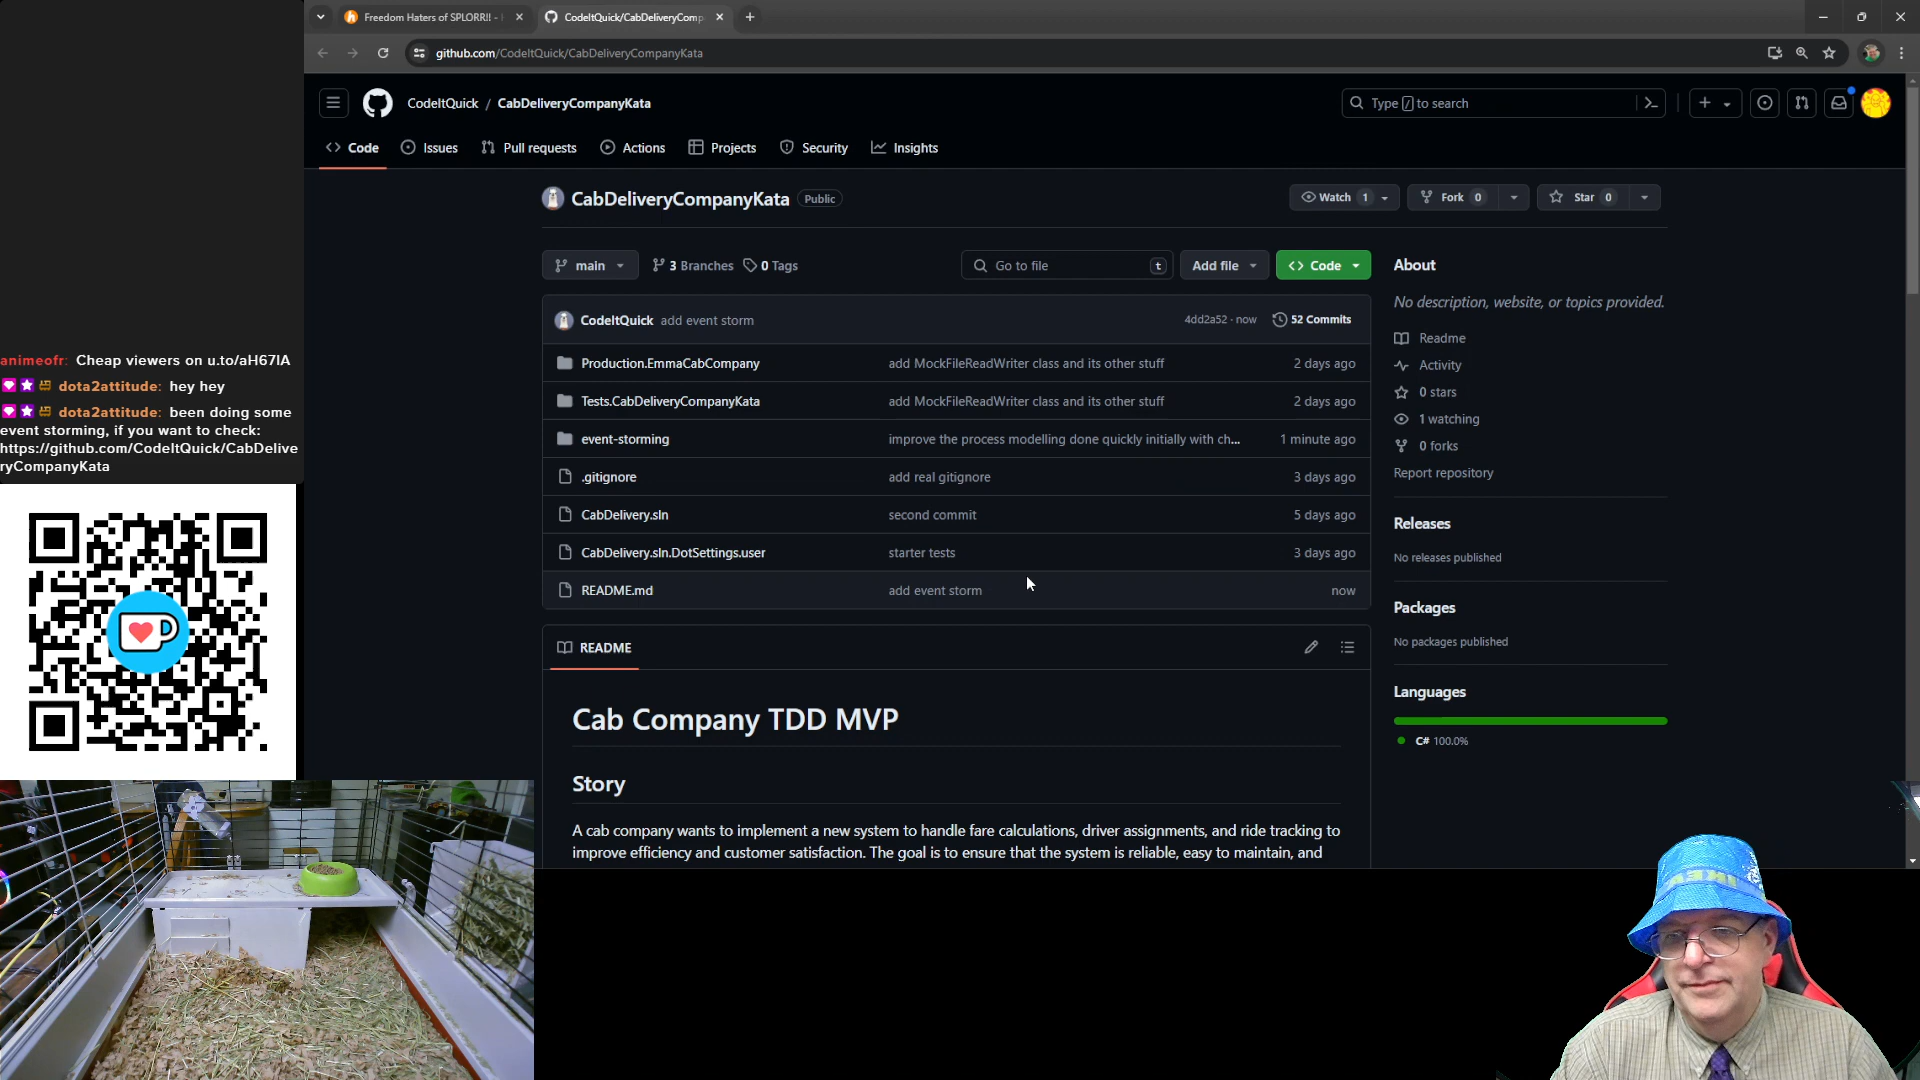 Freedom Haters of SPLORR!! -
CodeItQuick/CabDeliveryComp
github.com/CodeItQuick/CabDeliveryCompanyKata
CodeItQuick / CabDeliveryCompanyKata
Type / to search
Code
Issues
Pull requests
Actions
Projects
Security
Insights
CabDeliveryCompanyKata Public
Watch 1
Fork 0
Star 0
main
3 Branches
0 Tags
Go to file t
Add file
Code
CodeItQuick add event storm 4dd2a52 · now 52 Commits
Production.EmmaCabCompany add MockFileReadWriter class and its other stuff 2 days ago
Tests.CabDeliveryCompanyKata add MockFileReadWriter class and its other stuff 2 days ago
event-storming improve the process modelling done quickly initially with ch... 1 minute ago
.gitignore add real gitignore 3 days ago
CabDelivery.sln second commit 5 days ago
CabDelivery.sln.DotSettings.user starter tests 3 days ago
README.md add event storm now
README
Cab Company TDD MVP
Story
A cab company wants to implement a new system to handle fare calculations, driver assignments, and ride tracking to
improve efficiency and customer satisfaction. The goal is to ensure that the system is reliable, easy to maintain, and
About
No description, website, or topics provided.
Readme
Activity
0 stars
1 watching
0 forks
Report repository
Releases
No releases published
Packages
No packages published
Languages
C# 100.0%
animeofr: Cheap viewers on u.to/aH67IA
dota2attitude: hey hey
dota2attitude: been doing some
event storming, if you want to check:
https://github.com/CodeItQuick/CabDelive
ryCompanyKata
IKEA